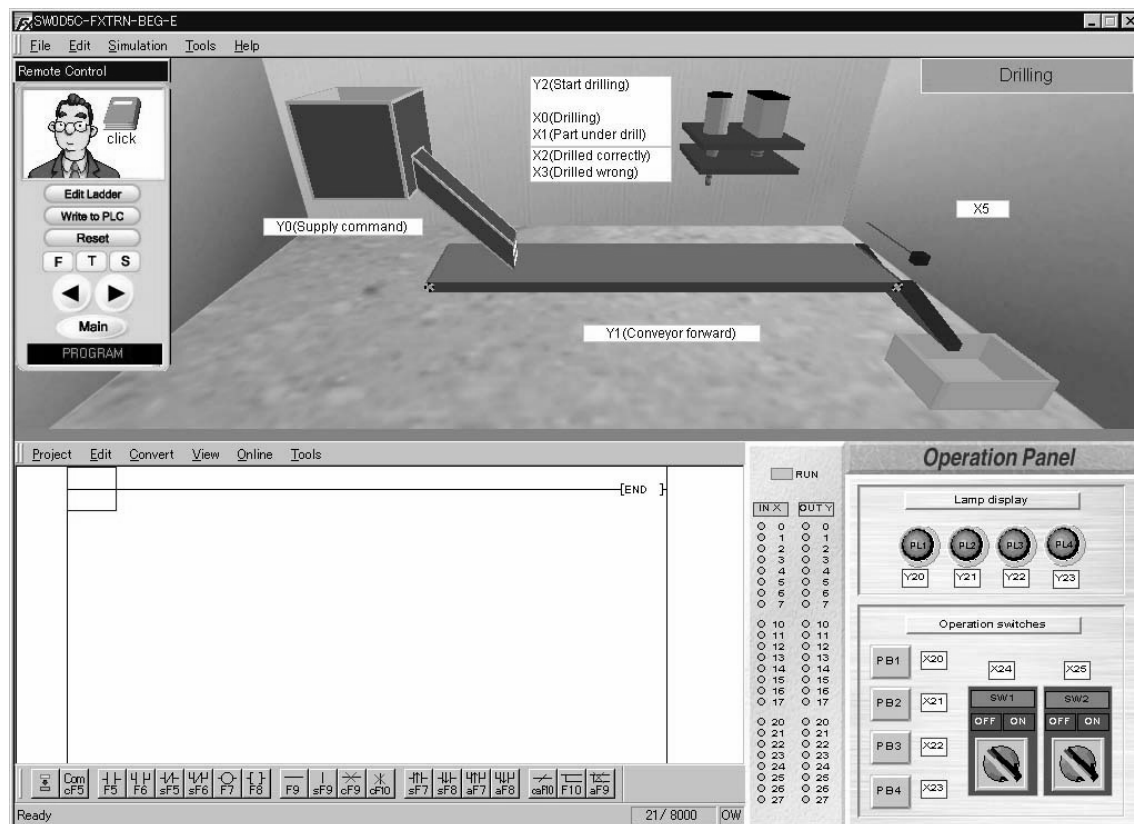 SW0D5C-FXTRN-BEG-E
File Edit Simulation Tools Help
Remote Control
click
Edit Ladder
Write to PLC
Reset
F T S
Main
PROGRAM
Drilling
Y2(Start drilling)
X0(Drilling)
X1(Part under drill)
X2(Drilled correctly)
X3(Drilled wrong)
Y0(Supply command)
X5
Y1(Conveyor forward)
Project Edit Convert View Online Tools
[END ]
Com
cF5 F5 F6 sF5 sF6 F7 F8 F9 sF9 cF9 cF10 sF7 sF8 aF7 aF8 caF10 F10 aF9
Ready 21/ 8000 OW
RUN
IN X OUT Y
0 0
1 1
2 2
3 3
4 4
5 5
6 6
7 7
10 10
11 11
12 12
13 13
14 14
15 15
16 16
17 17
20 20
21 21
22 22
23 23
24 24
25 25
26 26
27 27
Operation Panel
Lamp display
PL1 PL2 PL3 PL4
Y20 Y21 Y22 Y23
Operation switches
PB1 X20
PB2 X21
PB3 X22
PB4 X23
X24 X25
SW1 SW2
OFF ON OFF ON